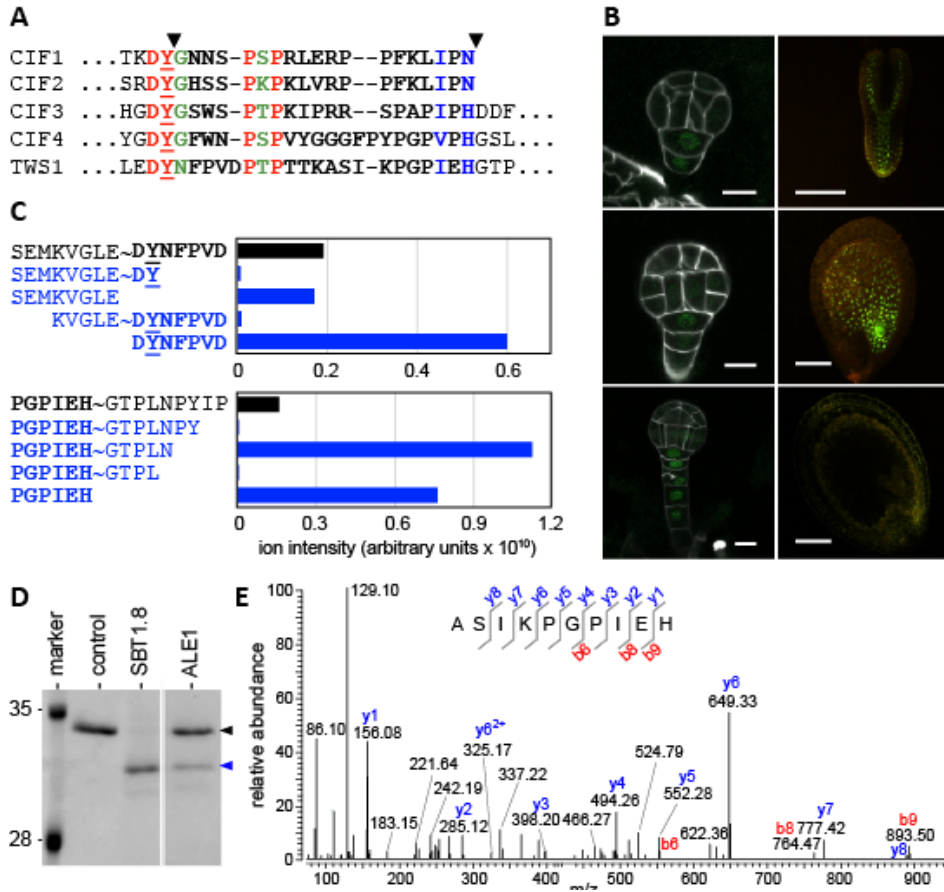 A
CIF1 ...TKDYGNNS-PSPRLERP--PFKLIPN
CIF2 ...SRDYGHSS-PKPKLVRP--PFKLIPN
CIF3 ...HGDYGSWS-PTPKIPRR--SPAPIPHDDF...
CIF4 ...YGDYGFWN-PSPVYGGGFPYPGPVPHGSL...
TWS1 ...LEDYNFPVDPTPTTKASI-KPGPIEHGTP...
B
C
SEMKVGLE~DYNFPVD
SEMKVGLE~DY
SEMKVGLE
KVGLE~DYNFPVD
DYNFPVD
0 0.2 0.4 0.6
PGPIEH~GTPLNPYIP
PGPIEH~GTPLNPY
PGPIEH~GTPLN
PGPIEH~GTPL
PGPIEH
0 0.3 0.6 0.9 1.2
ion intensity (arbitrary units x 10¹⁰)
D
marker
control
SBT1.8
ALE1
35 -
28 -
E
y8 y7 y6 y5 y4 y3 y2 y1
A S I K P G P I E H
b6 b8 b9
relative abundance
100
80
60
40
20
0
129.10
86.10
y1
156.08
183.15
221.64
242.19
y2
285.12
y6²⁺
325.17
337.22
y3
398.20
466.27
y4
494.26
524.79
y5
552.28
b6
622.36
y6
649.33
b8
764.47
y7
777.42
b9
893.50
y8
100 200 300 400 500 600 700 800 900
m/z